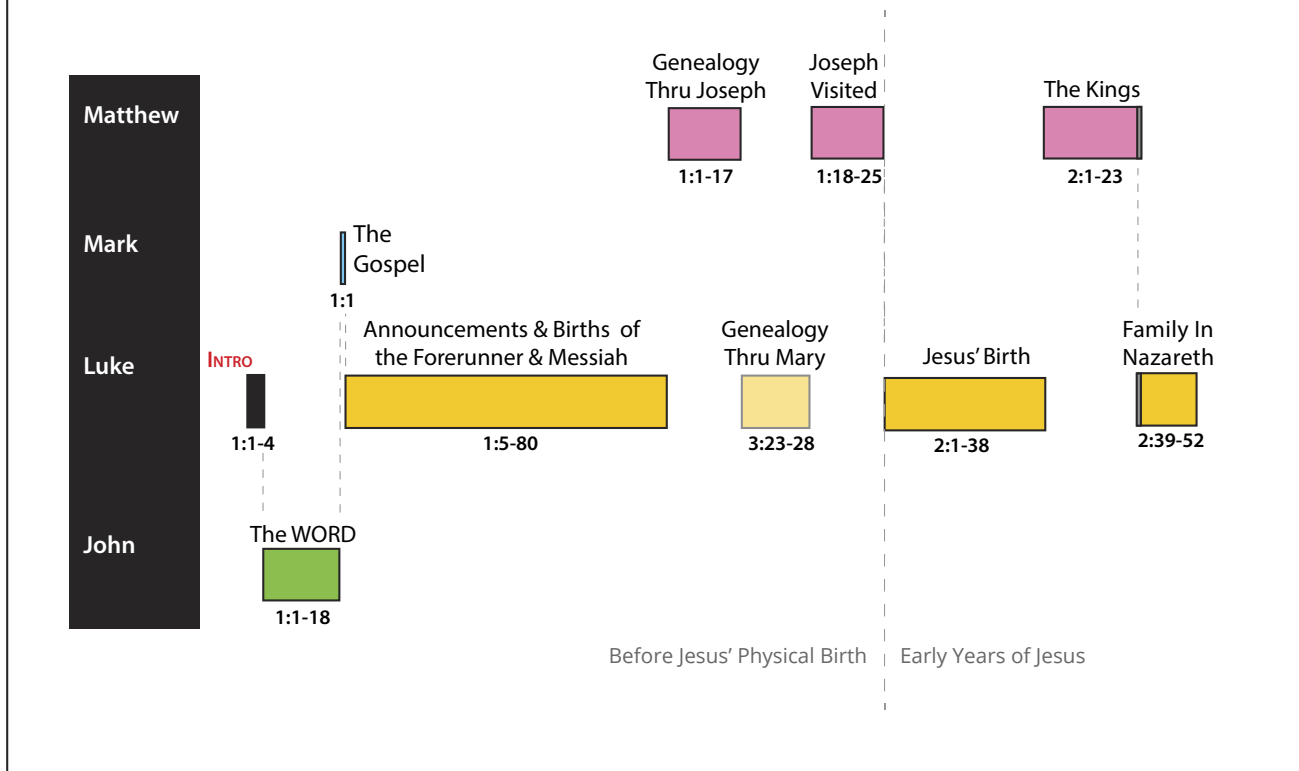 Matthew
Genealogy
Thru Joseph
1:1-17
Joseph
Visited
1:18-25
The Kings
2:1-23
Mark
The
Gospel
1:1
Luke
INTRO
1:1-4
Announcements & Births of
the Forerunner & Messiah
1:5-80
Genealogy
Thru Mary
3:23-28
Jesus' Birth
2:1-38
Family In
Nazareth
2:39-52
John
The WORD
1:1-18
Before Jesus' Physical Birth
Early Years of Jesus